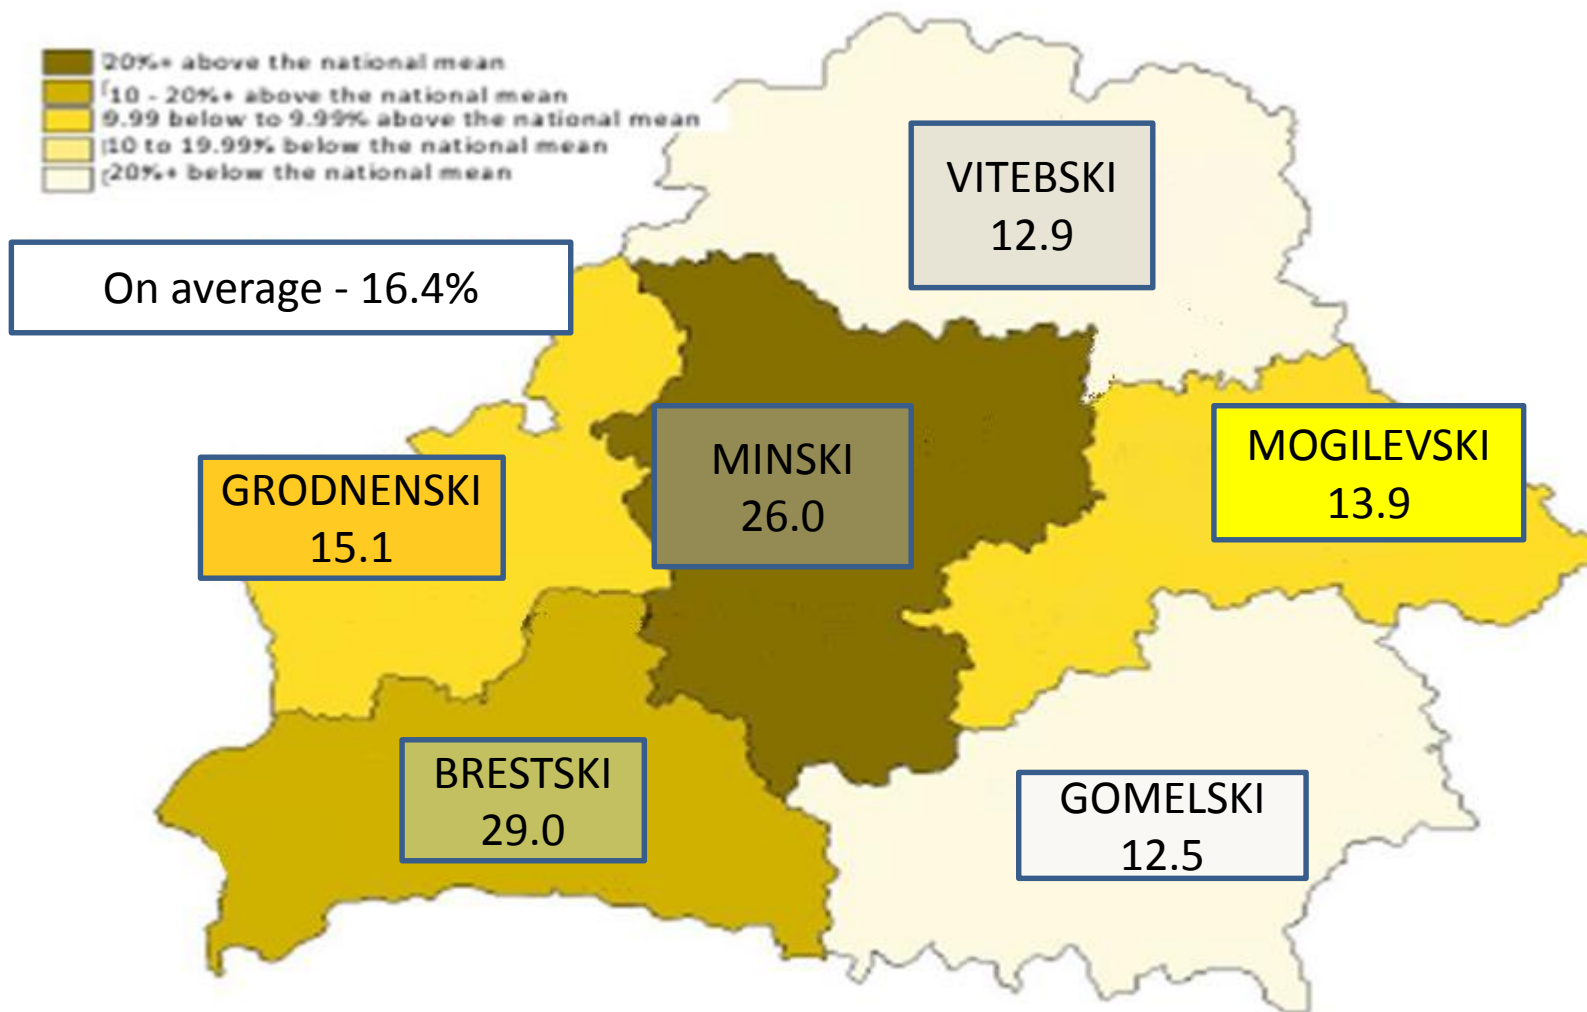 20%+ above the national mean
10 - 20%+ above the national mean
9.99 below to 9.99% above the national mean
10 to 19.99% below the national mean
20%+ below the national mean
On average - 16.4%
VITEBSKI
12.9
MINSKI
26.0
MOGILEVSKI
13.9
GRODNENSKI
15.1
BRESTSKI
29.0
GOMELSKI
12.5